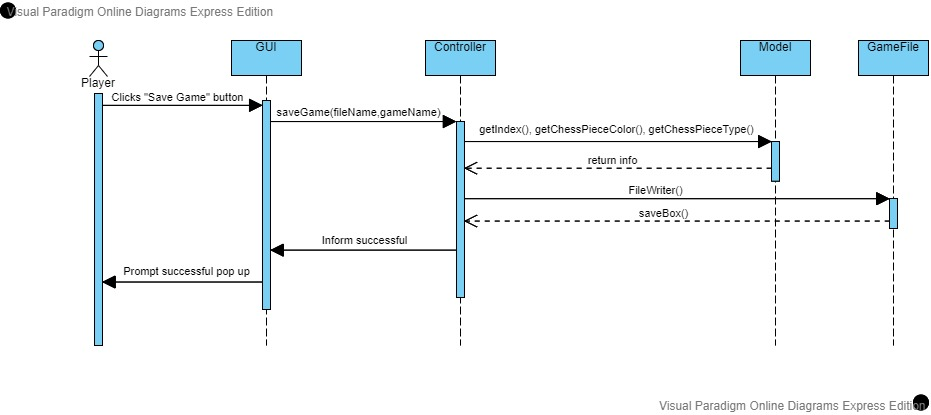 Visual Paradigm Online Diagrams Express Edition
GUI
Controller
Model
GameFile
Player
Clicks "Save Game" button
saveGame(fileName,gameName)
getIndex(), getChessPieceColor(), getChessPieceType()
return info
FileWriter()
saveBox()
Inform successful
Prompt successful pop up
Visual Paradigm Online Diagrams Express Edition